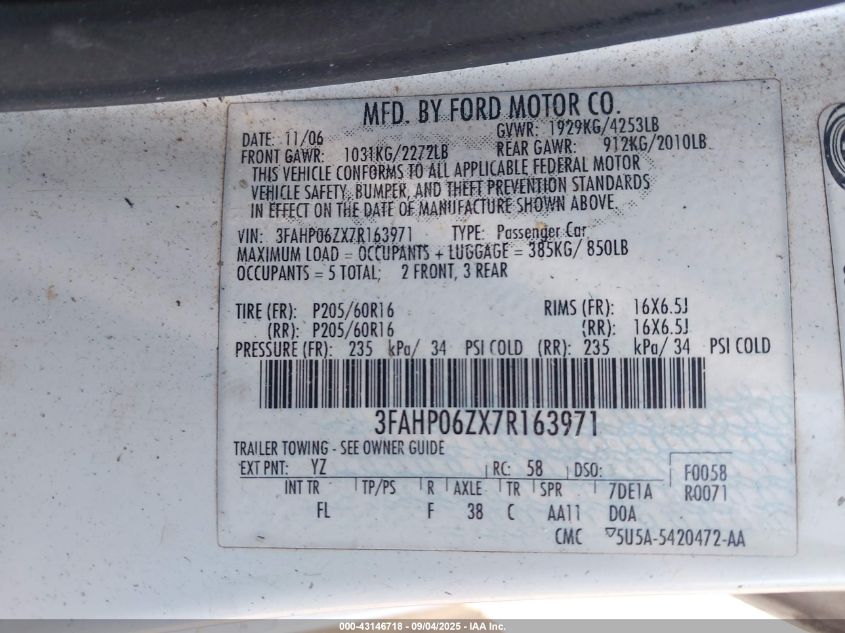 MFD. BY FORD MOTOR CO.
DATE: 11/06 GVWR: 1929KG/4253LB
FRONT GAWR: 1031KG/2272LB REAR GAWR: 912KG/2010LB
THIS VEHICLE CONFORMS TO ALL APPLICABLE FEDERAL MOTOR
VEHICLE SAFETY, BUMPER, AND THEFT PREVENTION STANDARDS
IN EFFECT ON THE DATE OF MANUFACTURE SHOWN ABOVE.
VIN: 3FAHP06ZX7R163971 TYPE: Passenger Car
MAXIMUM LOAD = OCCUPANTS + LUGGAGE = 385KG/ 850LB
OCCUPANTS = 5 TOTAL; 2 FRONT, 3 REAR
TIRE (FR): P205/60R16 RIMS (FR): 16X6.5J
(RR): P205/60R16 (RR): 16X6.5J
PRESSURE (FR): 235 kPa/ 34 PSI COLD (RR): 235 kPa/ 34 PSI COLD
3FAHP06ZX7R163971
TRAILER TOWING - SEE OWNER GUIDE
EXT PNT: YZ RC: 58 DSO: F0058
INT TR TP/PS R AXLE TR SPR 7DE1A R0071
FL F 38 C AA11 DOA
CMC ▽5U5A-5420472-AA
000-43146718 - 09/04/2025 - IAA Inc.